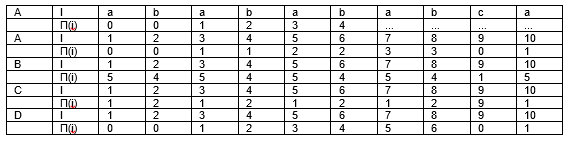 A I a b a b a b a b c a
П(i) 0 0 1 2 3 4 ... ... ... ...
A I 1 2 3 4 5 6 7 8 9 10
П(i) 0 0 1 1 2 2 3 3 0 1
B I 1 2 3 4 5 6 7 8 9 10
П(i) 5 4 5 4 5 4 5 4 1 5
C I 1 2 3 4 5 6 7 8 9 10
П(i) 1 2 1 2 1 2 1 2 9 1
D I 1 2 3 4 5 6 7 8 9 10
П(i) 0 0 1 2 3 4 5 6 0 1